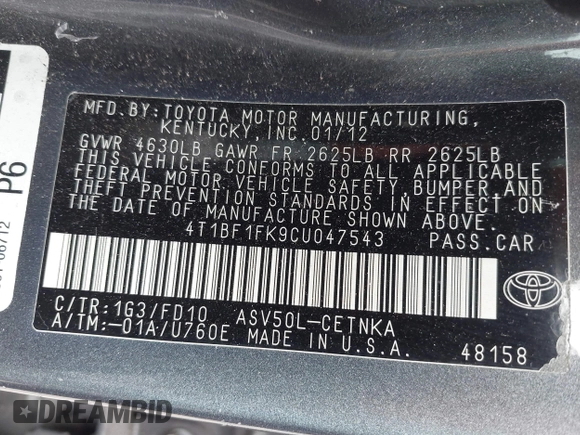 MFD.BY:TOYOTA MOTOR MANUFACTURING,
KENTUCKY,INC.01/12
GVWR 4630LB GAWR FR 2625LB RR 2625LB
THIS VEHICLE CONFORMS TO ALL APPLICABLE
FEDERAL MOTOR VEHICLE SAFETY, BUMPER AND
THEFT PREVENTION STANDARDS IN EFFECT ON
THE DATE OF MANUFACTURE SHOWN ABOVE.
4T1BF1FK9CU047543 PASS.CAR
C/TR:1G3/FD10 ASV50L-CETNKA
A/TM:-01A/U760E MADE IN U.S.A. 48158
TOYOTA
P6
DREAMBID